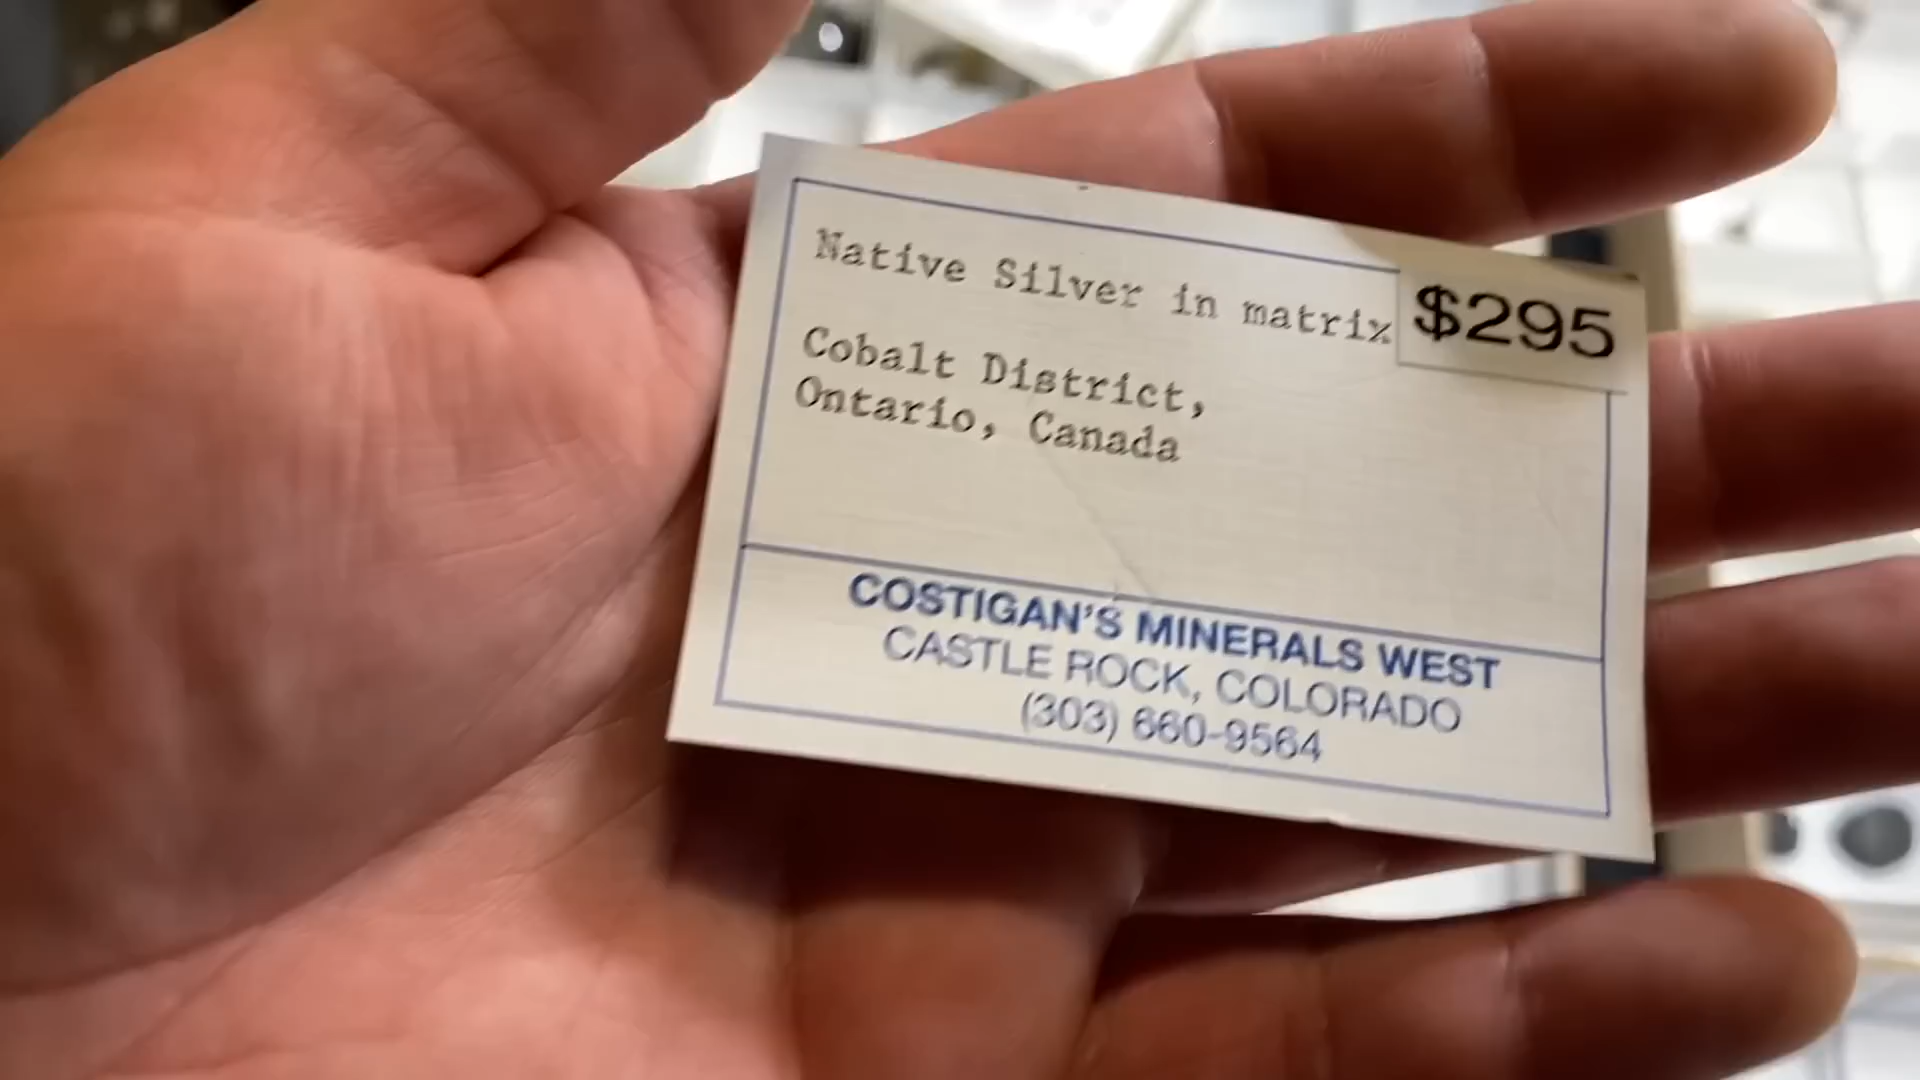 Native Silver in matrix
$295
Cobalt District,
Ontario, Canada
COSTIGAN'S MINERALS WEST
CASTLE ROCK, COLORADO
(303) 660-9564